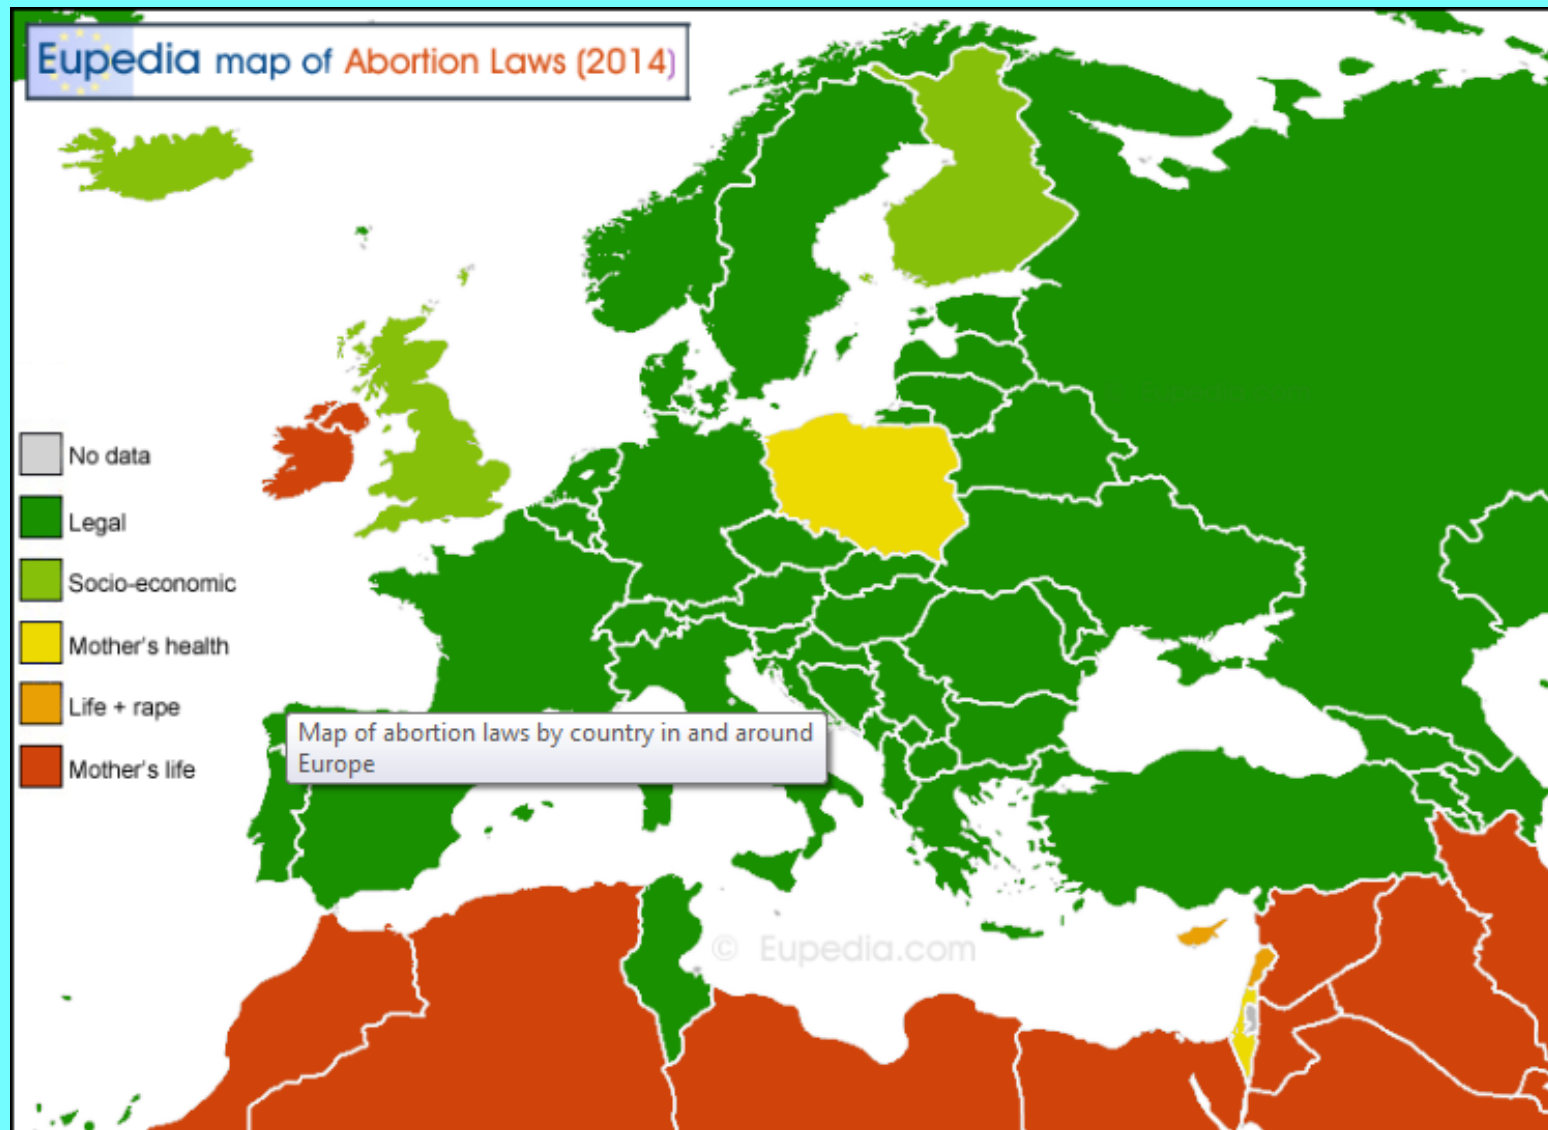 Eupedia map of Abortion Laws (2014)
No data
Legal
Socio-economic
Mother's health
Life + rape
Mother's life
Map of abortion laws by country in and around
Europe
© Eupedia.com